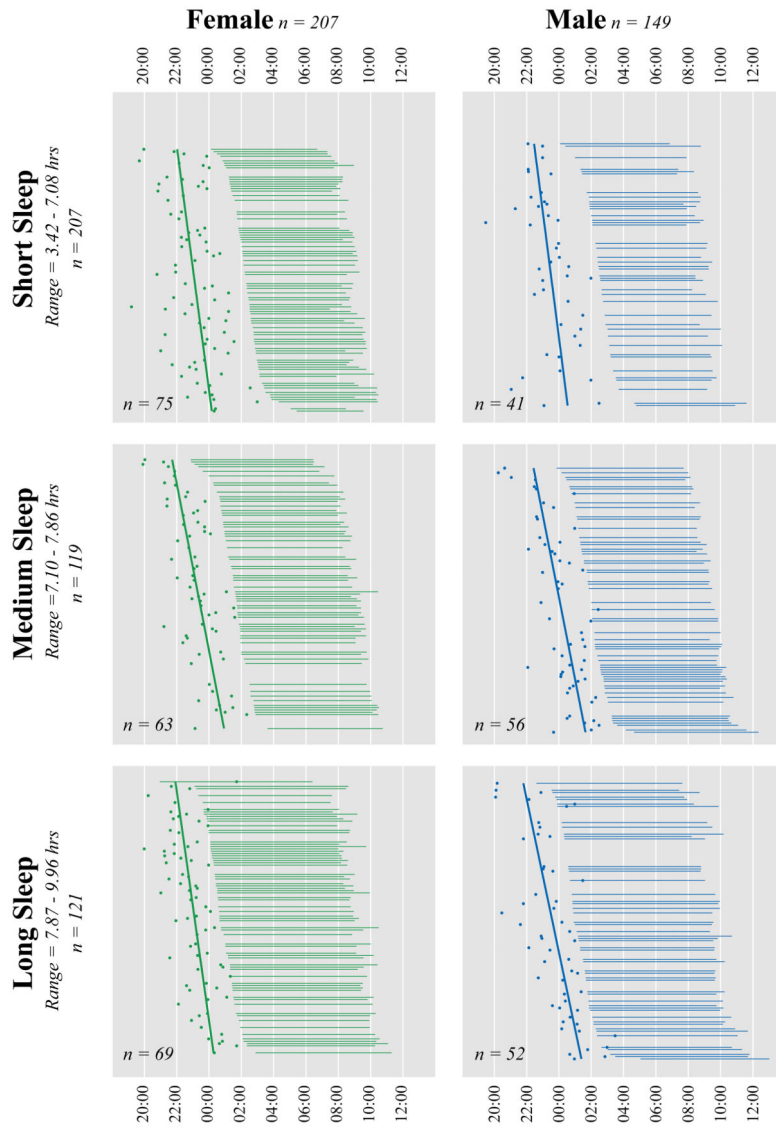 Female n = 207
Male n = 149
20:00
22:00
00:00
02:00
04:00
06:00
08:00
10:00
12:00
20:00
22:00
00:00
02:00
04:00
06:00
08:00
10:00
12:00
Short Sleep
Range = 3.42 - 7.08 hrs
n = 207
n = 75
n = 41
Medium Sleep
Range =7.10 - 7.86 hrs
n = 119
n = 63
n = 56
Long Sleep
Range = 7.87 - 9.96 hrs
n = 121
n = 69
n = 52
20:00
22:00
00:00
02:00
04:00
06:00
08:00
10:00
12:00
20:00
22:00
00:00
02:00
04:00
06:00
08:00
10:00
12:00